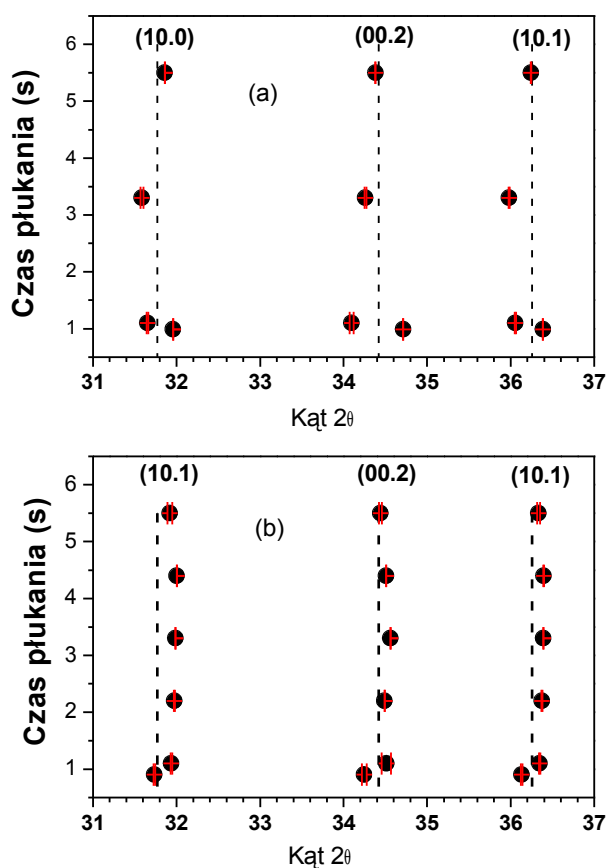 (10.0) (00.2) (10.1)
6
5
4
3
2
1
(a)
Czas płukania (s)
31 32 33 34 35 36 37
Kąt 2θ
(10.1) (00.2) (10.1)
6
5
4
3
2
1
(b)
Czas płukania (s)
31 32 33 34 35 36 37
Kąt 2θ